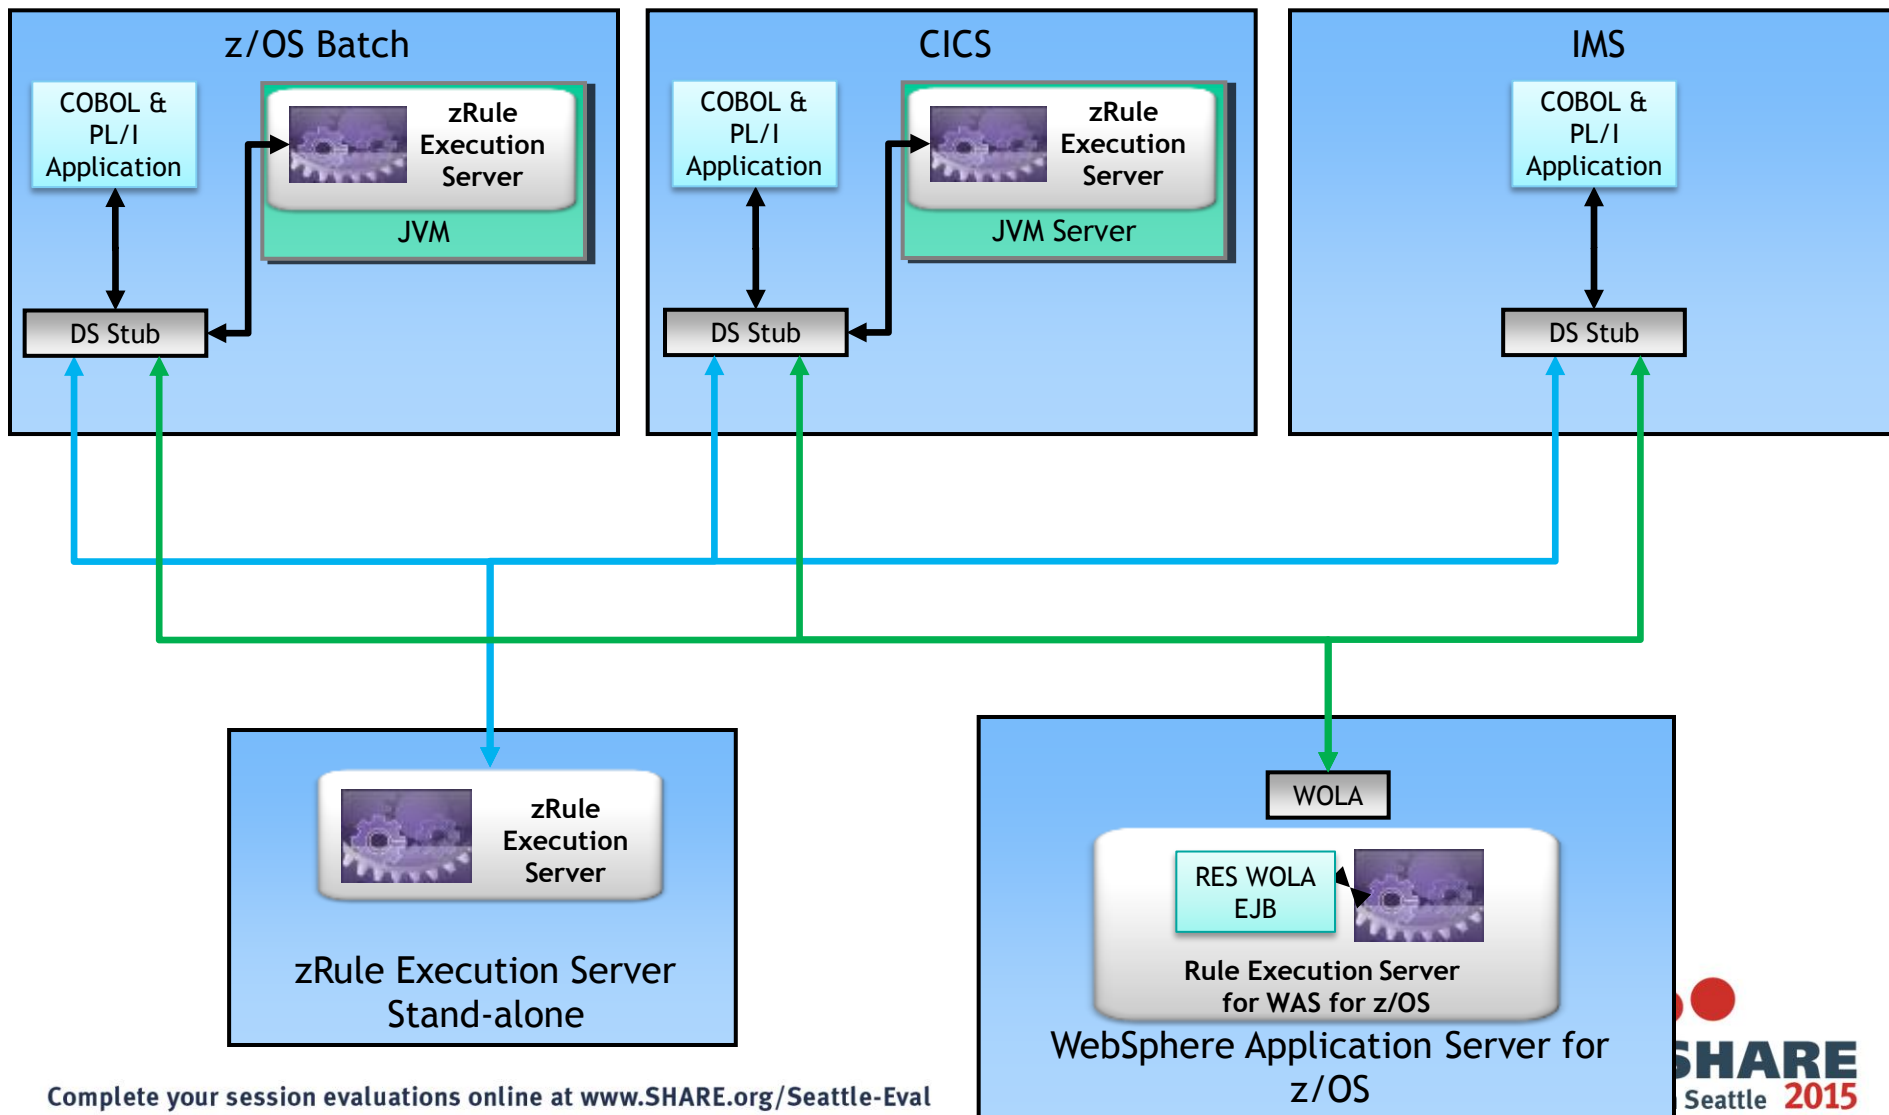 z/OS Batch
COBOL &
PL/I
Application
zRule
Execution
Server
JVM
DS Stub
CICS
COBOL &
PL/I
Application
zRule
Execution
Server
JVM Server
DS Stub
IMS
COBOL &
PL/I
Application
DS Stub
zRule
Execution
Server
zRule Execution Server
Stand-alone
WOLA
RES WOLA
EJB
Rule Execution Server
for WAS for z/OS
WebSphere Application Server for
z/OS
Complete your session evaluations online at www.SHARE.org/Seattle-Eval
SHARE
Seattle 2015